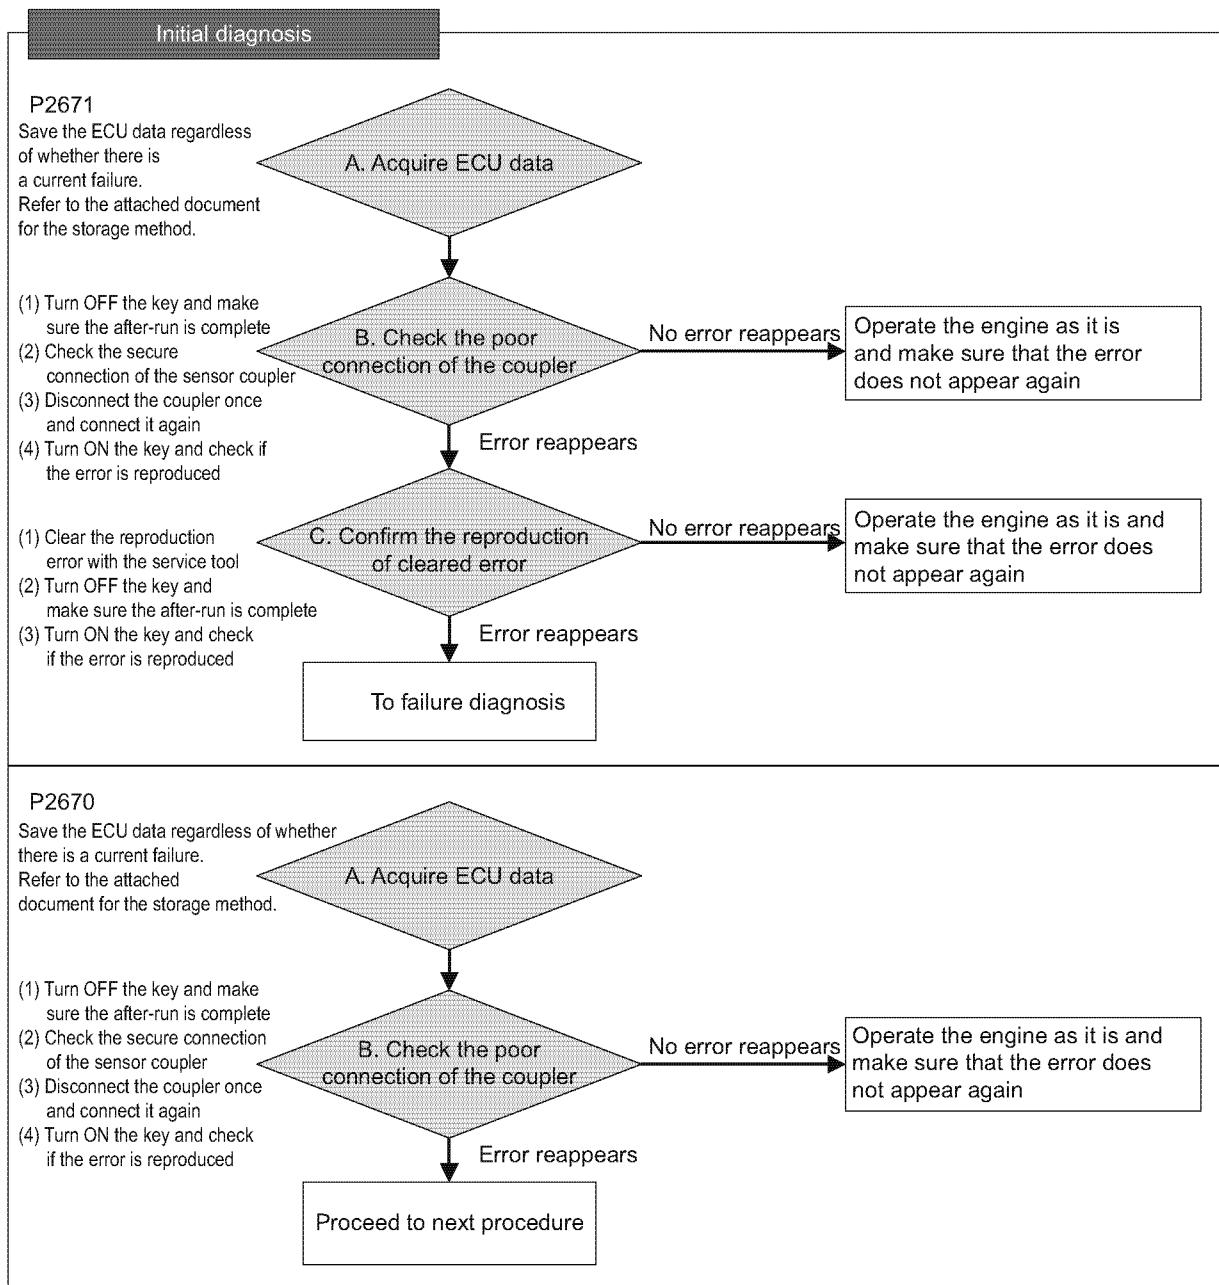 Initial diagnosis
P2671
Save the ECU data regardless
of whether there is
a current failure.
Refer to the attached document
for the storage method.
A. Acquire ECU data
(1) Turn OFF the key and make
sure the after-run is complete
(2) Check the secure
connection of the sensor coupler
(3) Disconnect the coupler once
and connect it again
(4) Turn ON the key and check if
the error is reproduced
B. Check the poor
connection of the coupler
No error reappears
Operate the engine as it is
and make sure that the error
does not appear again
Error reappears
(1) Clear the reproduction
error with the service tool
(2) Turn OFF the key and
make sure the after-run is complete
(3) Turn ON the key and check
if the error is reproduced
C. Confirm the reproduction
of cleared error
No error reappears
Operate the engine as it is and
make sure that the error does
not appear again
Error reappears
To failure diagnosis
P2670
Save the ECU data regardless of whether
there is a current failure.
Refer to the attached
document for the storage method.
A. Acquire ECU data
(1) Turn OFF the key and make
sure the after-run is complete
(2) Check the secure connection
of the sensor coupler
(3) Disconnect the coupler once
and connect it again
(4) Turn ON the key and check
if the error is reproduced
B. Check the poor
connection of the coupler
No error reappears
Operate the engine as it is and
make sure that the error does
not appear again
Error reappears
Proceed to next procedure